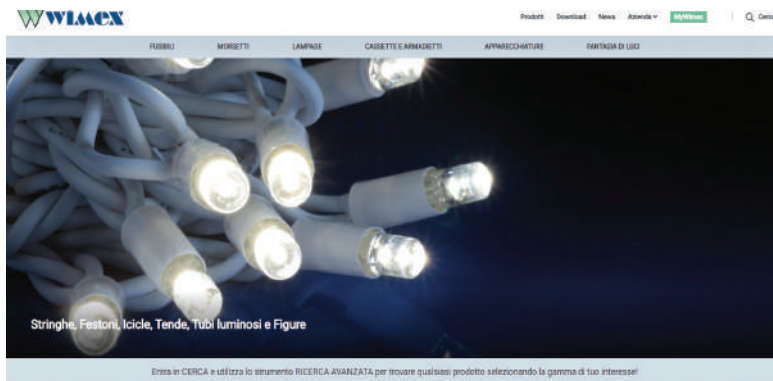 WIMEX
Prodotti Download News Azienda MyWimex Cerca
FUSIBILI MORSETTI LAMPADE CASSETTE E ARMADIETTI APPARECCHIATURE FANTASIA DI LUCI
Stringhe, Festoni, Icicle, Tende, Tubi luminosi e Figure
Entra in CERCA e utilizza lo strumento RICERCA AVANZATA per trovare qualsiasi prodotto selezionando la gamma di tuo interesse!